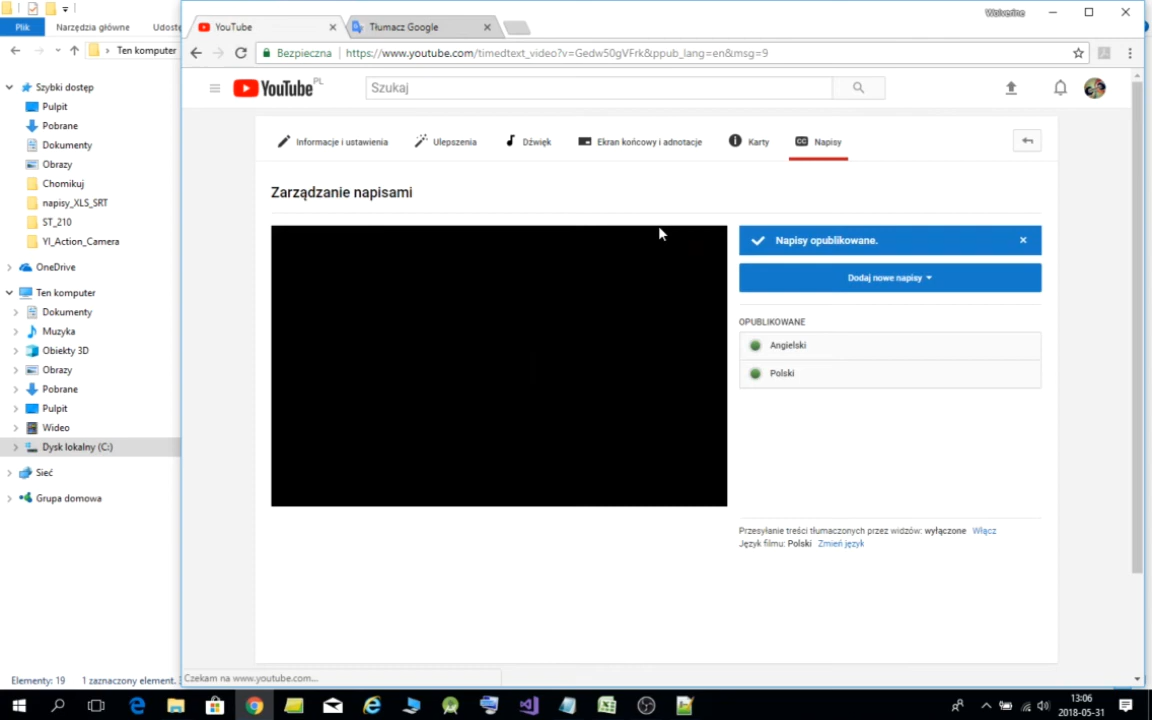 Plik
Narzędzia główne
Udostę
Ten komputer
Szybki dostęp
Pulpit
Pobrane
Dokumenty
Obrazy
Chomikuj
napisy_XLS_SRT
ST_210
YI_Action_Camera
OneDrive
Ten komputer
Dokumenty
Muzyka
Obiekty 3D
Obrazy
Pobrane
Pulpit
Wideo
Dysk lokalny (C:)
Sieć
Grupa domowa
Elementy: 19
1 zaznaczony element.
YouTube
Tłumacz Google
Wolverine
Bezpieczna
https://www.youtube.com/timedtext_video?v=Gedw50gVFrk&ppub_lang=en&msg=9
YouTube PL
Szukaj
Informacje i ustawienia
Ulepszenia
Dźwięk
Ekran końcowy i adnotacje
Karty
CC Napisy
Zarządzanie napisami
Napisy opublikowane.
Dodaj nowe napisy
OPUBLIKOWANE
Angielski
Polski
Przesyłanie treści tłumaczonych przez widzów: wyłączone Włącz
Język filmu: Polski Zmień język
Czekam na www.youtube.com...
13:06
2018-05-31